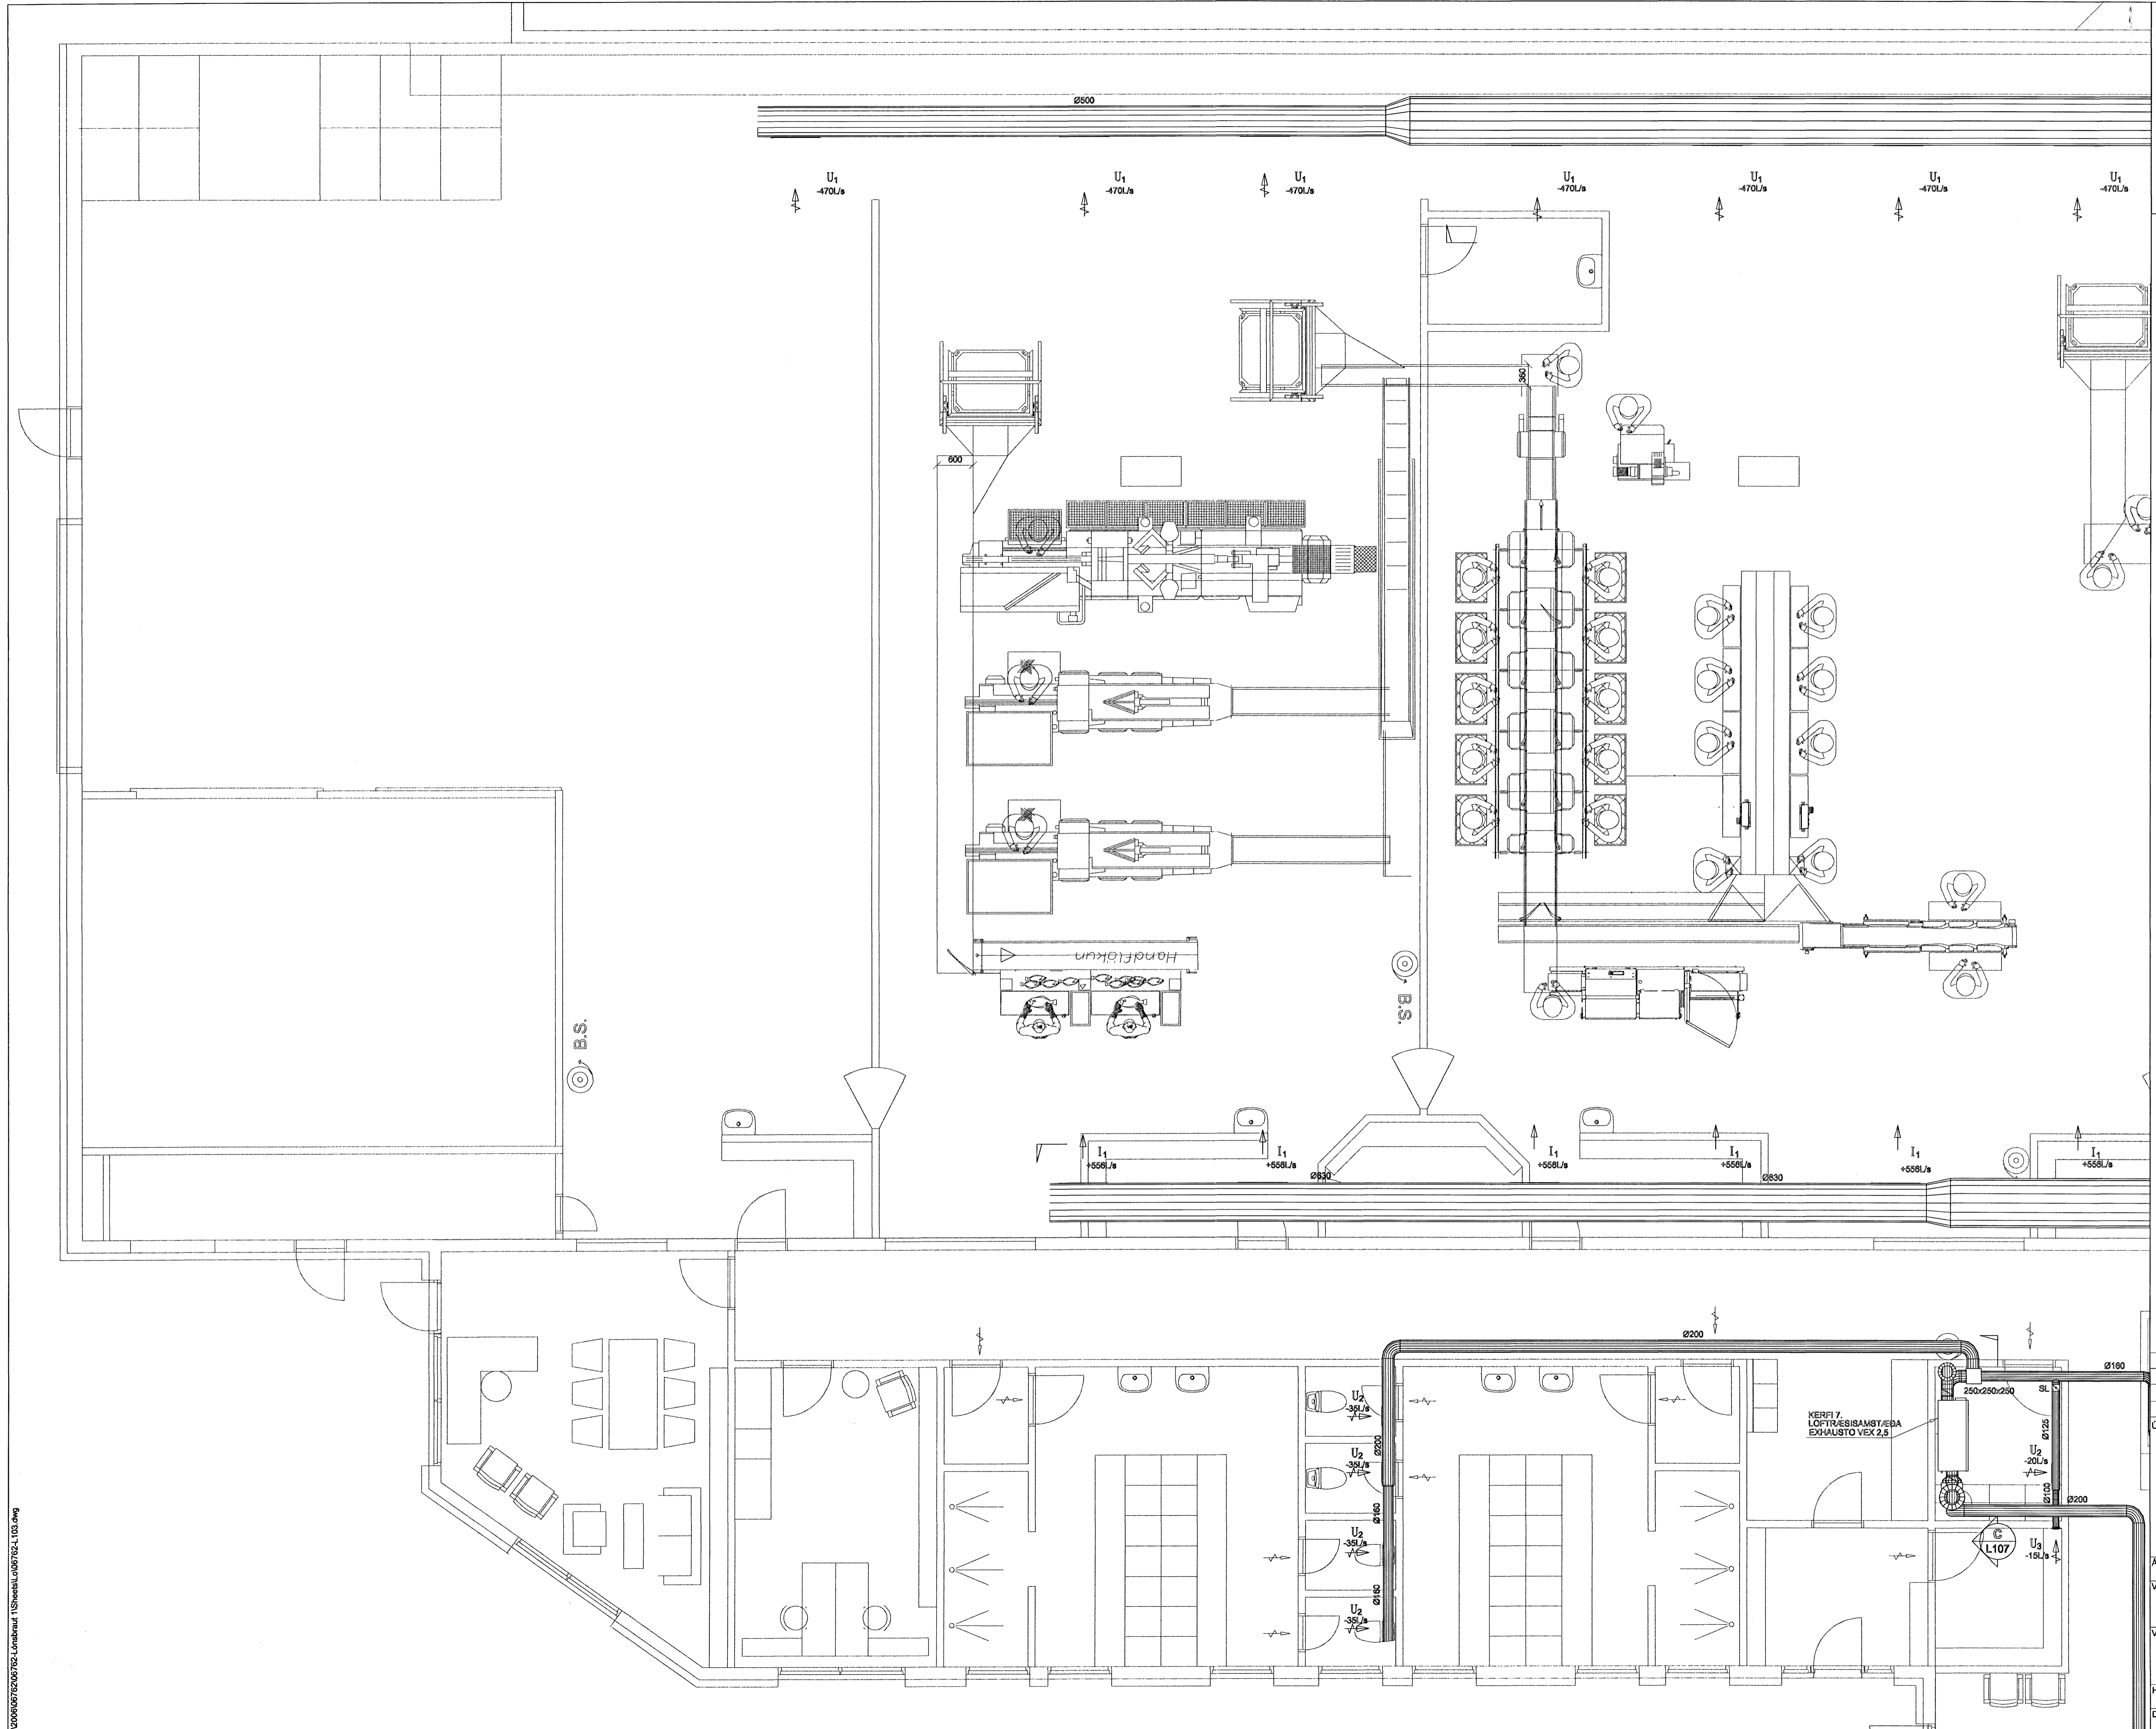 Ø500
U1
-470L/s
U1
-470L/s
U1
-470L/s
U1
-470L/s
U1
-470L/s
U1
-470L/s
U1
-470L/s
360
600
Handflökun
B.S.
B.S.
I1
+556L/s
I1
+556L/s
I1
+556L/s
I1
+556L/s
I1
+556L/s
I1
+556L/s
Ø630
Ø630
Ø200
Ø160
250x250x250
SL
KERFI 7.
LOFTRÆSISAMSTÆÐA
EXHAUSTO VEX 2,5
Ø125
U2
-35L/s
Ø200
U2
-35L/s
U2
-20L/s
Ø100
Ø200
Ø160
U2
-35L/s
C
L107
U3
-15L/s
Ø160
U2
-35L/s